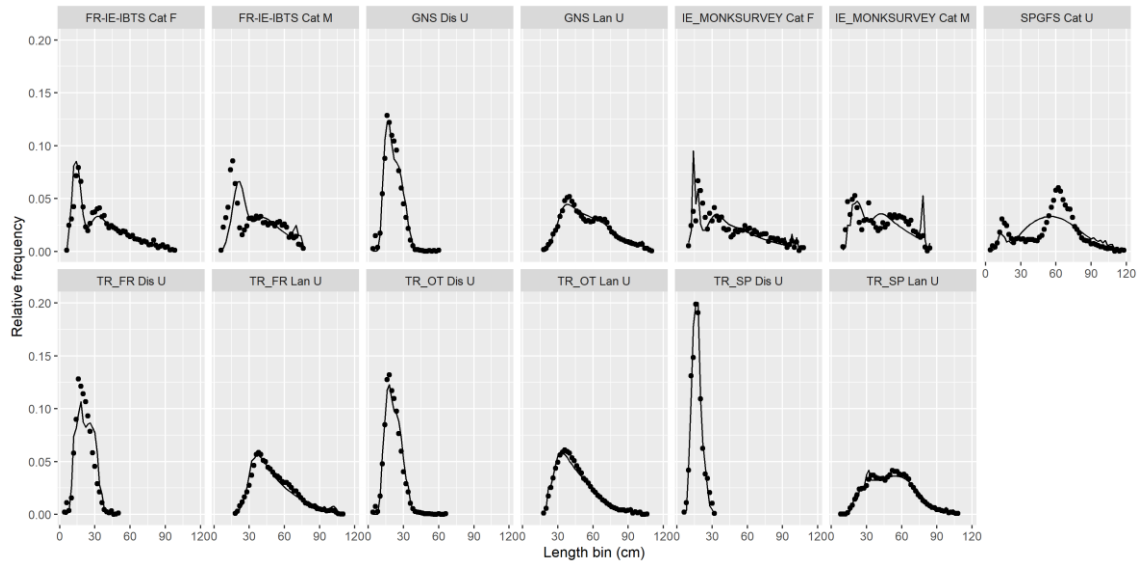 FR-IE-IBTS Cat F
FR-IE-IBTS Cat M
GNS Dis U
GNS Lan U
IE_MONKSURVEY Cat F
IE_MONKSURVEY Cat M
SPGFS Cat U
0.20
0.15
0.10
0.05
0.00
0 30 60 90 120
TR_FR Dis U
TR_FR Lan U
TR_OT Dis U
TR_OT Lan U
TR_SP Dis U
TR_SP Lan U
0.20
0.15
0.10
0.05
0.00
0 30 60 90 120 0 30 60 90 120 0 30 60 90 120 0 30 60 90 120 0 30 60 90 120 0 30 60 90 120
Relative frequency
Length bin (cm)